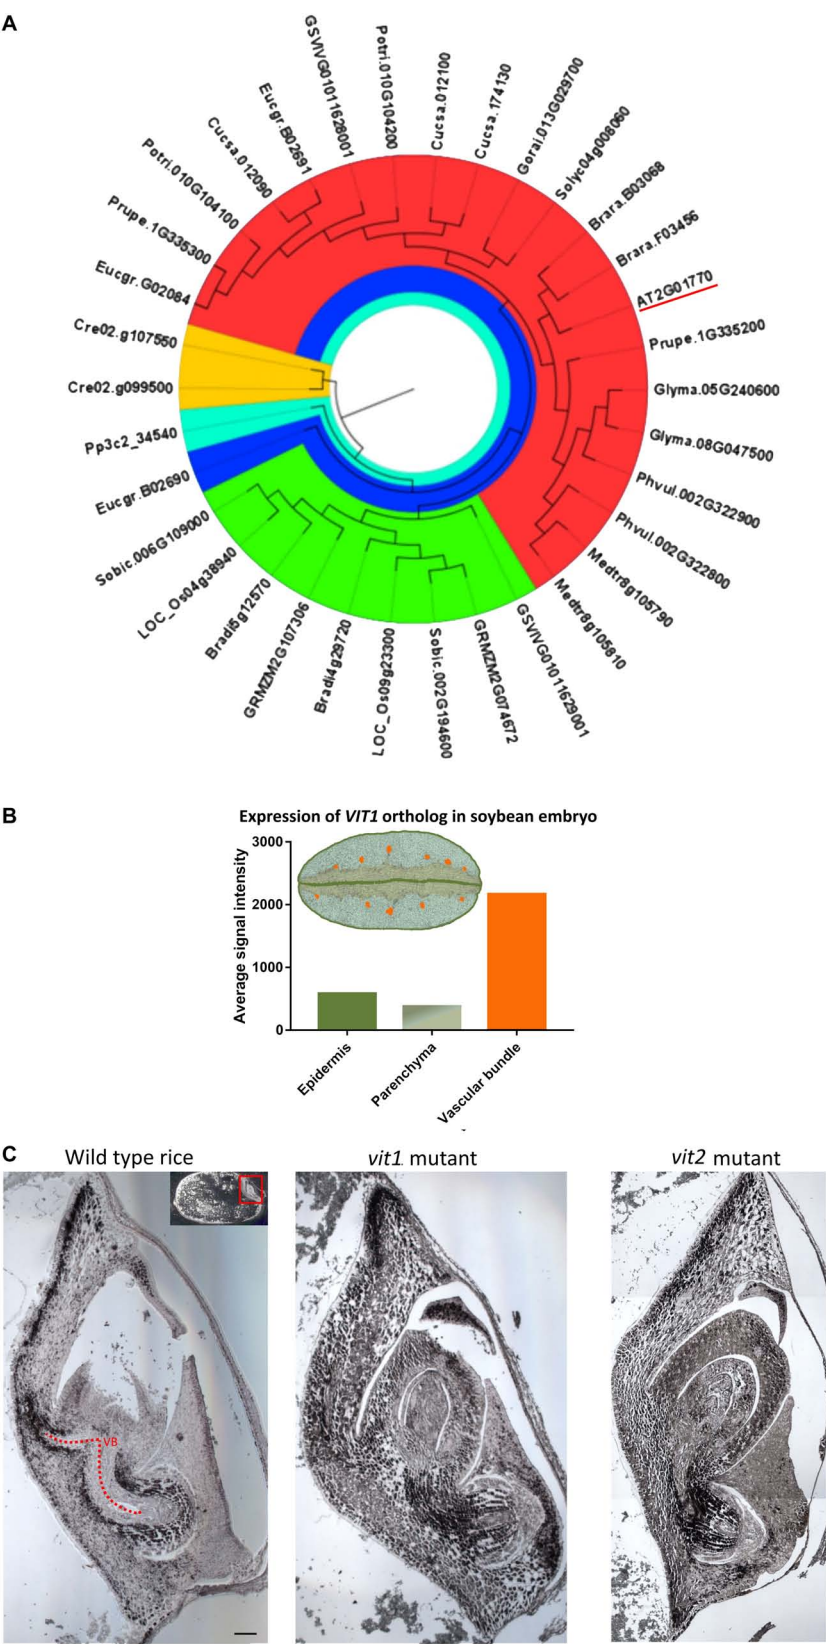 A
GSVIVG01011628001
Potri.010G104200
Cucsa.012100
Cucsa.174130
Gorai.013G029700
Solyc04g008060
Brara.B03068
Brara.F03456
AT2G01770
Prupe.1G335200
Glyma.05G240600
Glyma.08G047500
Phvul.002G322900
Phvul.002G322800
Medtr8g105790
Medtr8g105810
GSVIVG01011629001
GRMZM2G074672
Sobic.002G194600
LOC_Os09g23300
Bradi4g29720
GRMZM2G107306
Bradi5g12570
LOC_Os04g38940
Sobic.006G109000
Eucgr.B02690
Pp3c2_34540
Cre02.g099500
Cre02.g107550
Eucgr.G02084
Prupe.1G335300
Potri.010G104100
Cucsa.012090
Eucgr.B02691
B
Expression of VIT1 ortholog in soybean embryo
Average signal intensity
3000
2000
1000
0
Epidermis
Parenchyma
Vascular bundle
C
Wild type rice
vit1 mutant
vit2 mutant
VB